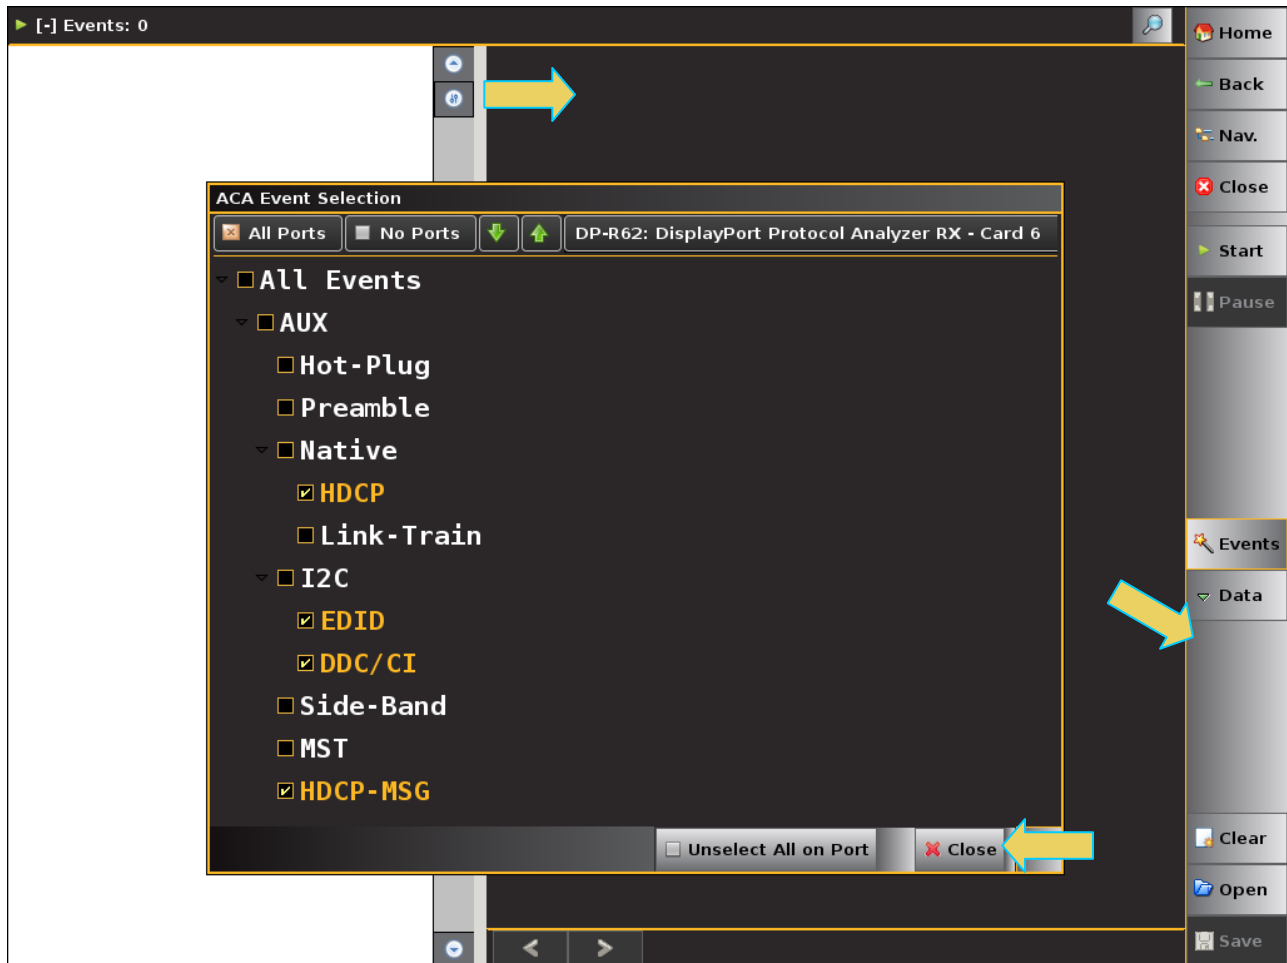 [-] Events: 0
Home
Back
Nav.
Close
Start
Pause
Events
Data
Clear
Open
Save
ACA Event Selection
All Ports No Ports DP-R62: DisplayPort Protocol Analyzer RX - Card 6
All Events
AUX
Hot-Plug
Preamble
Native
HDCP
Link-Train
I2C
EDID
DDC/CI
Side-Band
MST
HDCP-MSG
Unselect All on Port Close